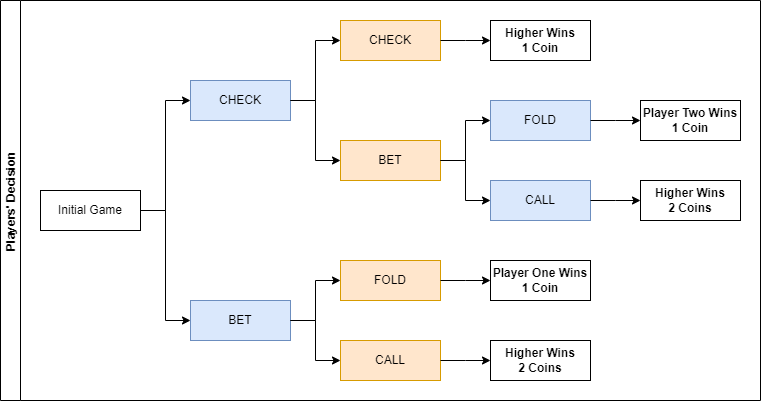 Players' Decision
Initial Game
CHECK
CHECK
Higher Wins
1 Coin
BET
FOLD
Player Two Wins
1 Coin
CALL
Higher Wins
2 Coins
BET
FOLD
Player One Wins
1 Coin
CALL
Higher Wins
2 Coins